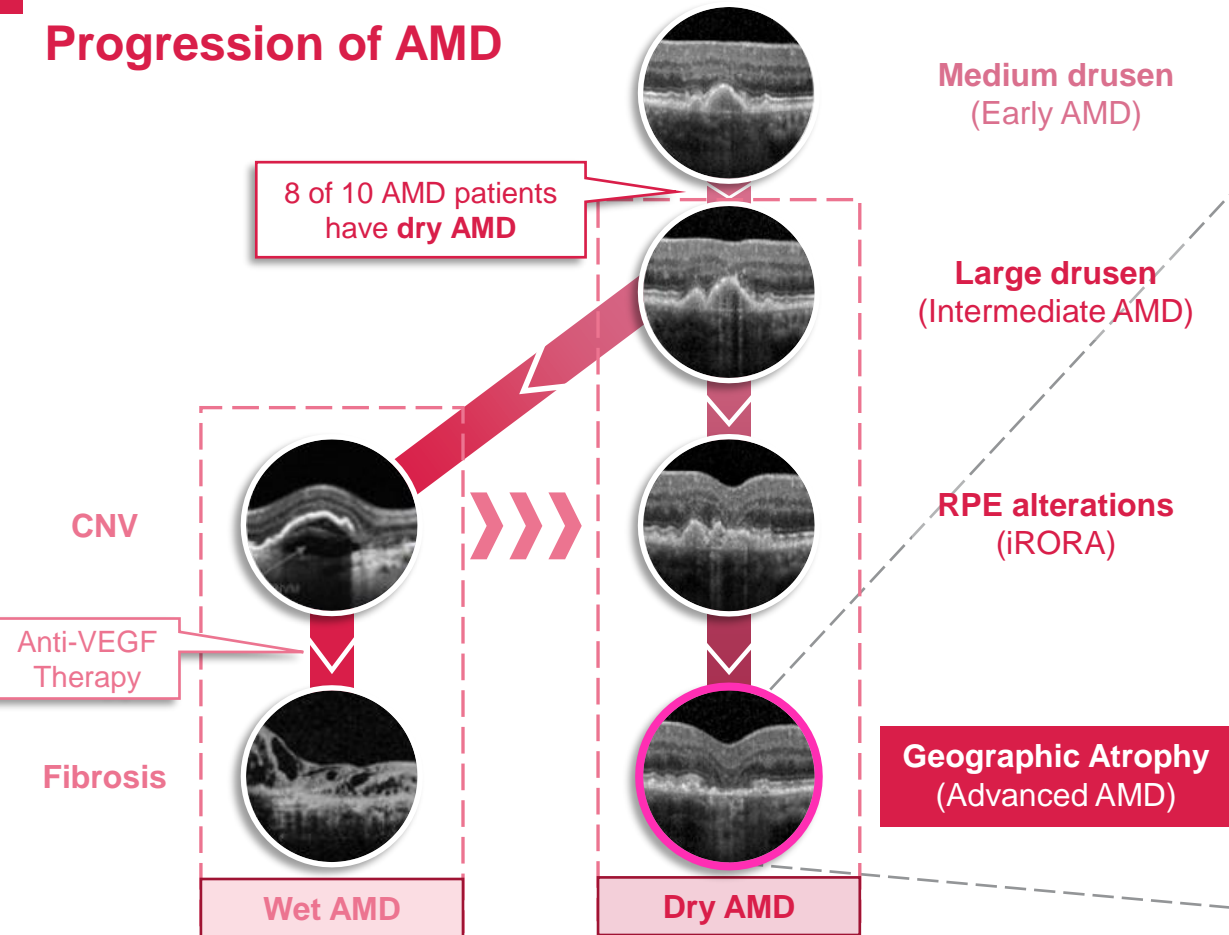 Progression of AMD
Medium drusen
(Early AMD)
8 of 10 AMD patients
have dry AMD
Large drusen
(Intermediate AMD)
CNV
RPE alterations
(iRORA)
Anti-VEGF
Therapy
Fibrosis
Geographic Atrophy
(Advanced AMD)
Wet AMD
Dry AMD